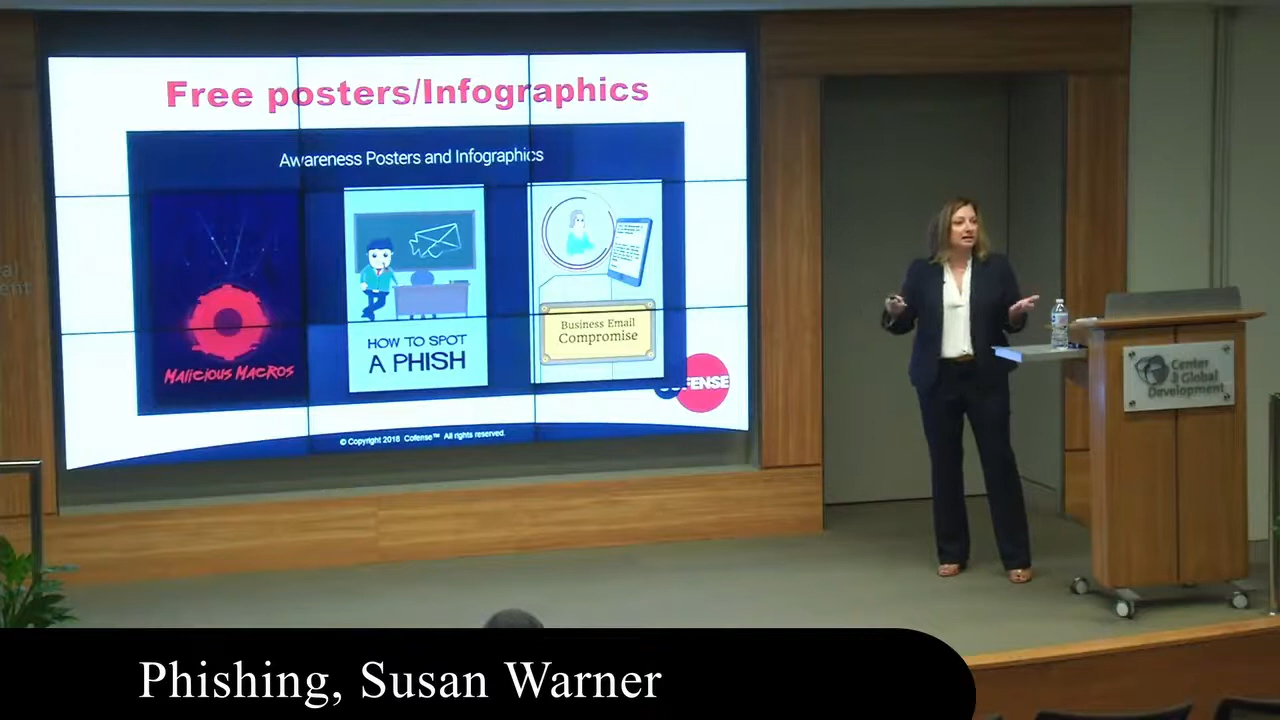 Free posters/Infographics
Awareness Posters and Infographics
Malicious Macros
HOW TO SPOT
A PHISH
Business Email
Compromise
COFENSE
© Copyright 2018 Cofense™ All rights reserved.
Center
Global
Development
Phishing, Susan Warner